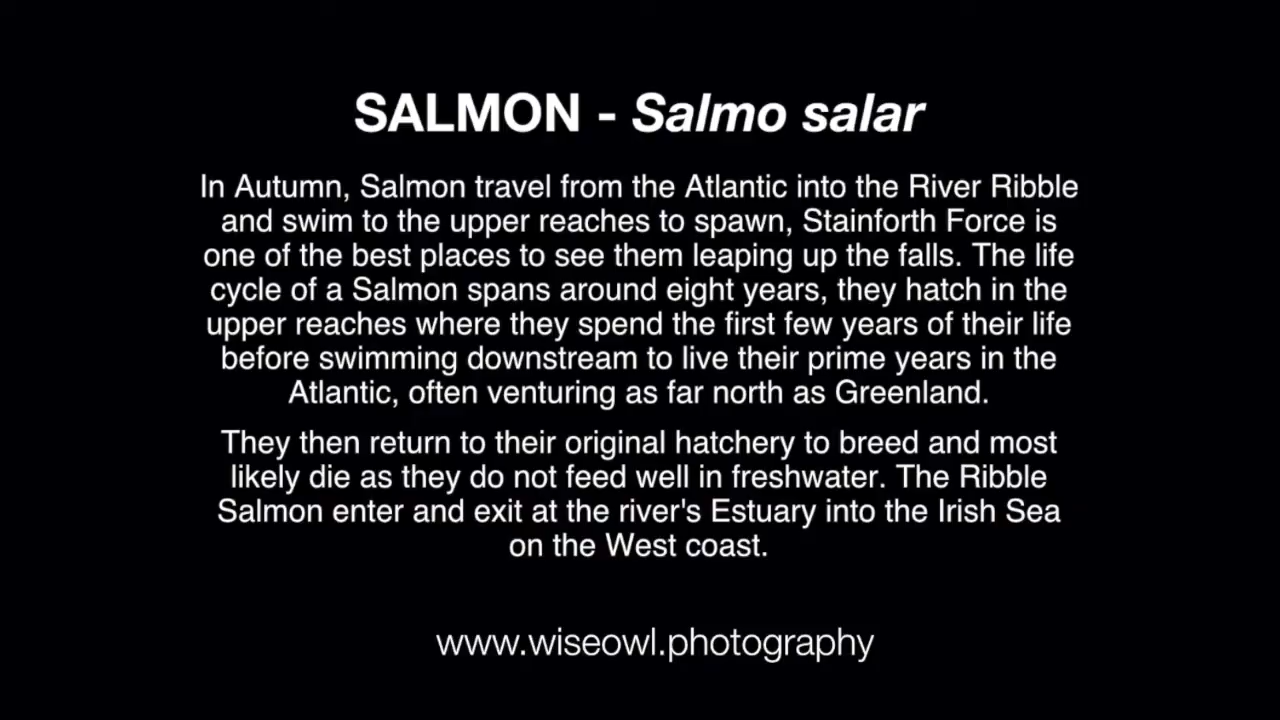 SALMON - Salmo salar
In Autumn, Salmon travel from the Atlantic into the River Ribble
and swim to the upper reaches to spawn, Stainforth Force is
one of the best places to see them leaping up the falls. The life
cycle of a Salmon spans around eight years, they hatch in the
upper reaches where they spend the first few years of their life
before swimming downstream to live their prime years in the
Atlantic, often venturing as far north as Greenland.
They then return to their original hatchery to breed and most
likely die as they do not feed well in freshwater. The Ribble
Salmon enter and exit at the river's Estuary into the Irish Sea
on the West coast.
www.wiseowl.photography